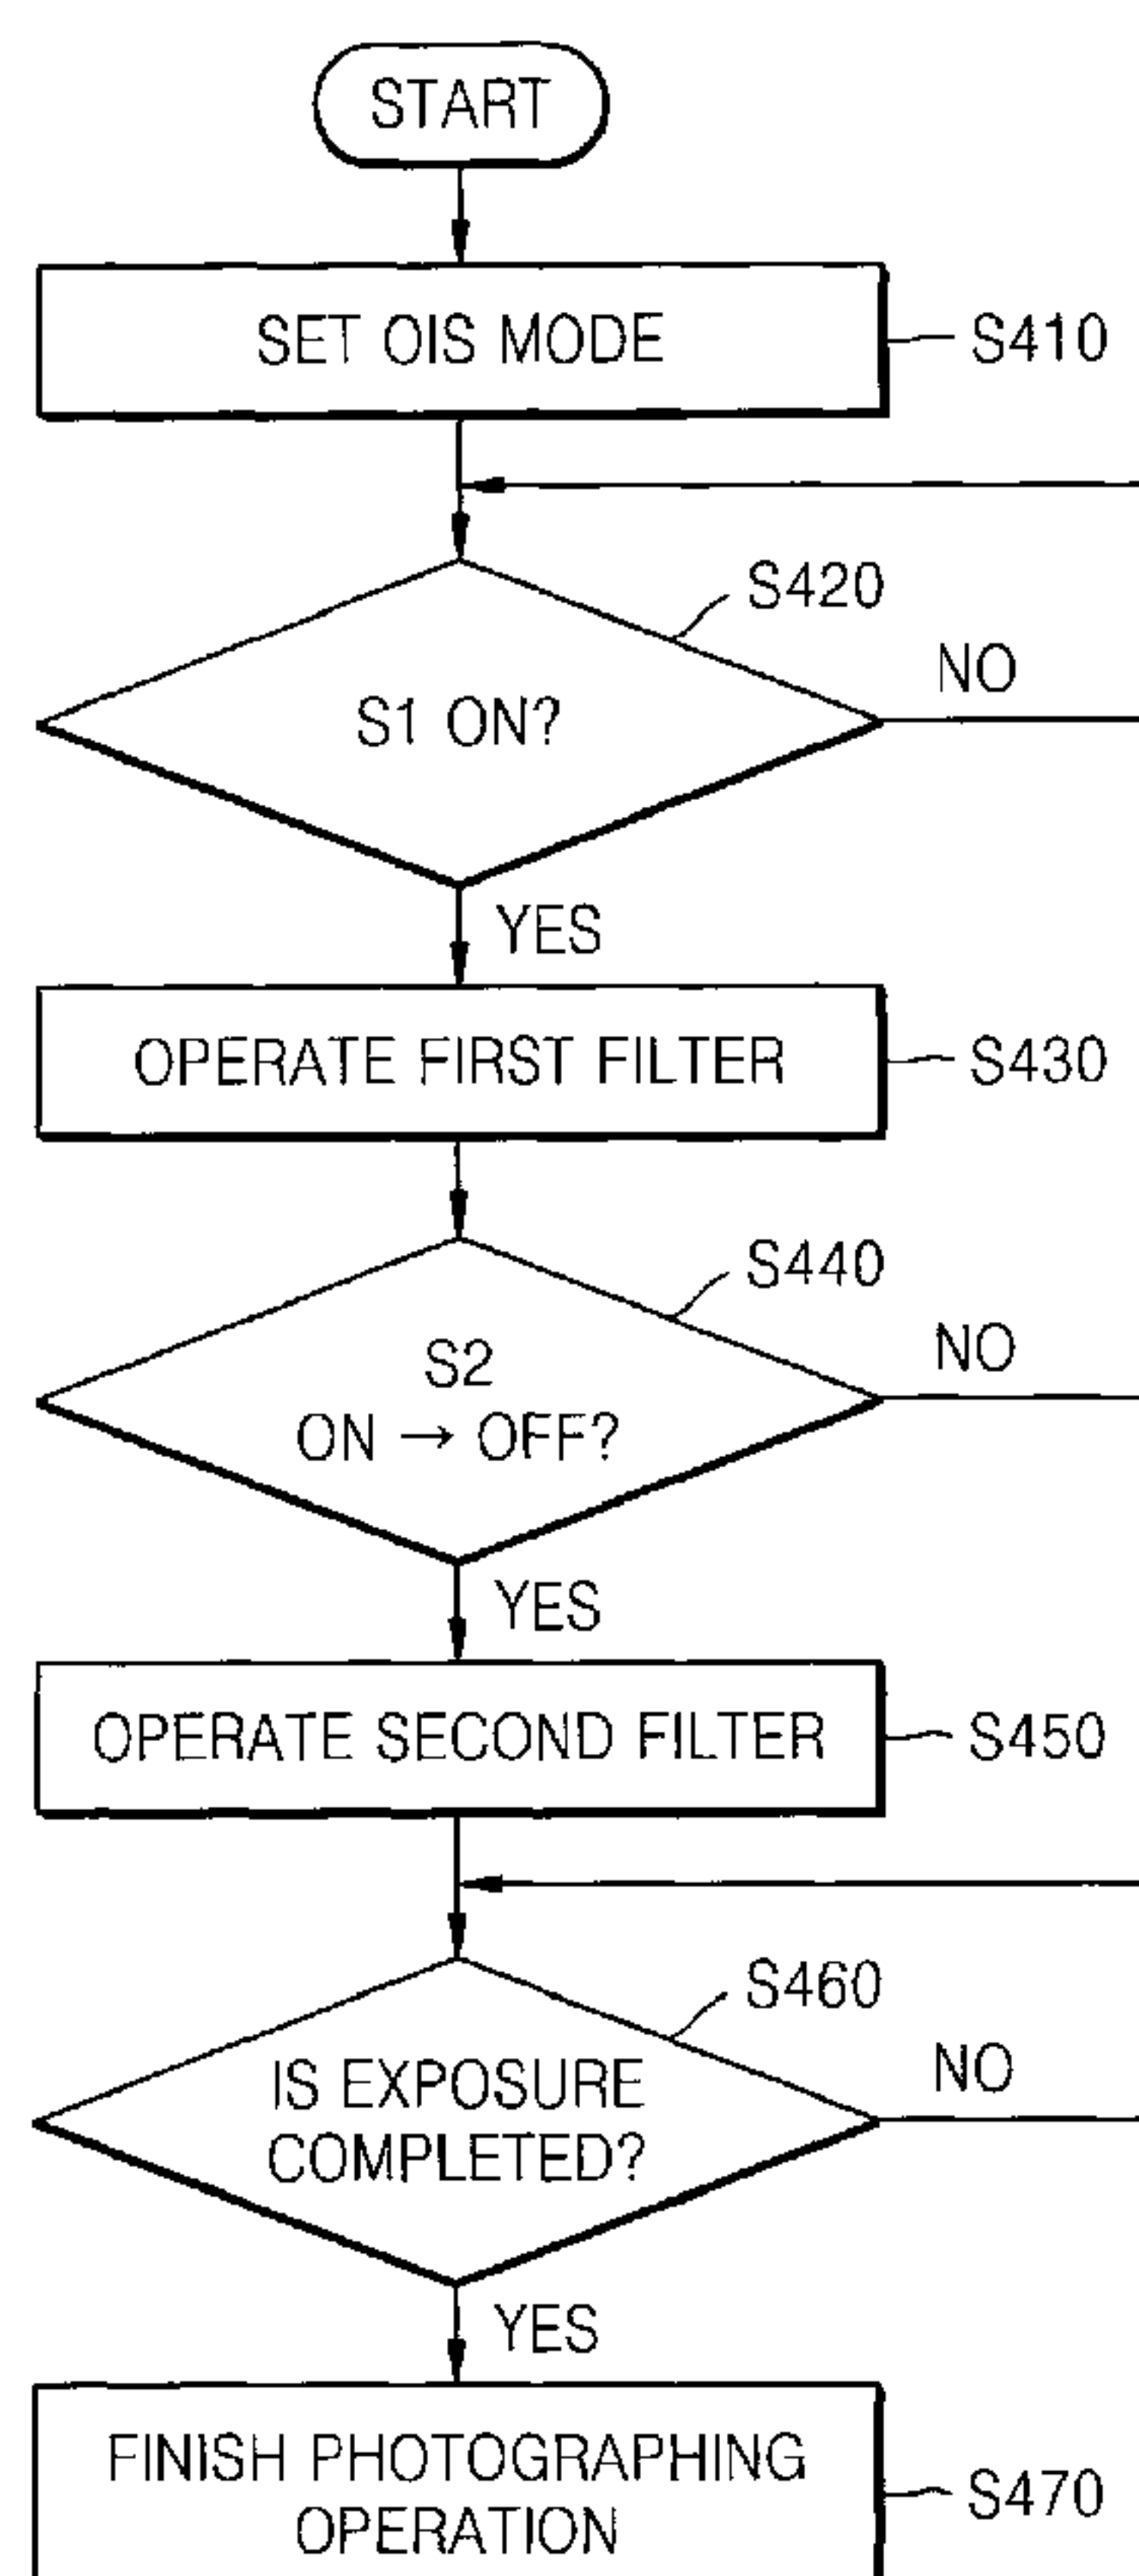 START
SET OIS MODE
S410
S420
S1 ON?
NO
YES
OPERATE FIRST FILTER
S430
S440
S2
ON → OFF?
NO
YES
OPERATE SECOND FILTER
S450
S460
IS EXPOSURE
COMPLETED?
NO
YES
FINISH PHOTOGRAPHING
OPERATION
S470